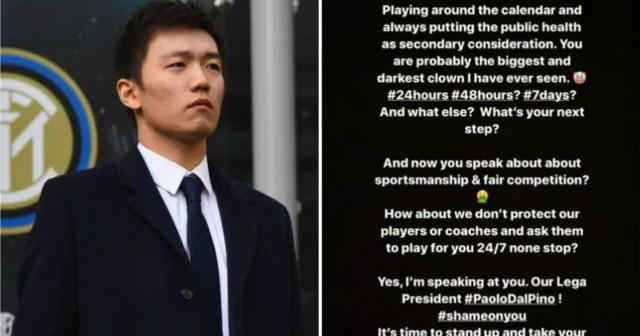 Playing around the calendar and
always putting the public health
as secondary consideration. You
are probably the biggest and
darkest clown I have ever seen. 🤡
#24hours #48hours? #7days?
And what else?  What's your next
step?
And now you speak about about
sportsmanship & fair competition?
🤮
How about we don't protect our
players or coaches and ask them
to play for you 24/7 none stop?
Yes, I'm speaking at you. Our Lega
President #PaoloDalPino !
#shameonyou
It's time to stand up and take your